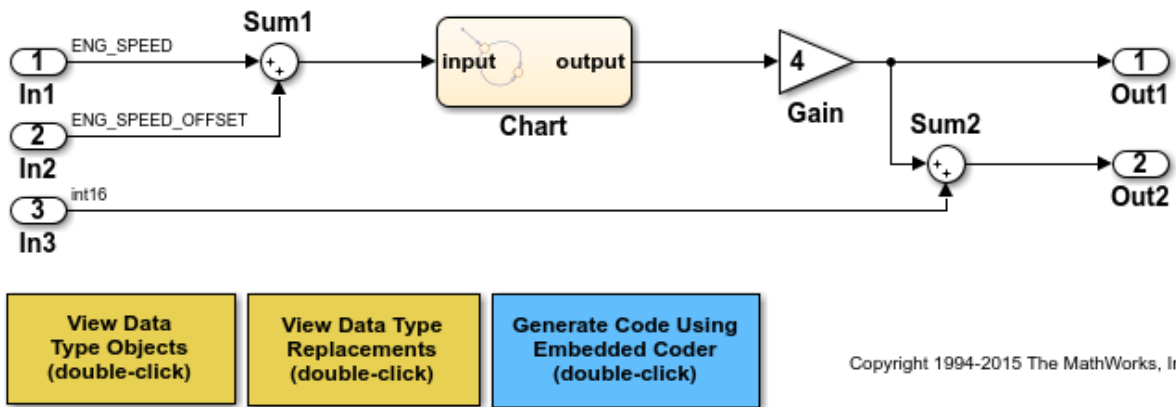 Sum1
ENG_SPEED
1
In1
input
output
Chart
4
Gain
1
Out1
ENG_SPEED_OFFSET
2
In2
Sum2
2
Out2
int16
3
In3
View Data
Type Objects
(double-click)
View Data Type
Replacements
(double-click)
Generate Code Using
Embedded Coder
(double-click)
Copyright 1994-2015 The MathWorks, In